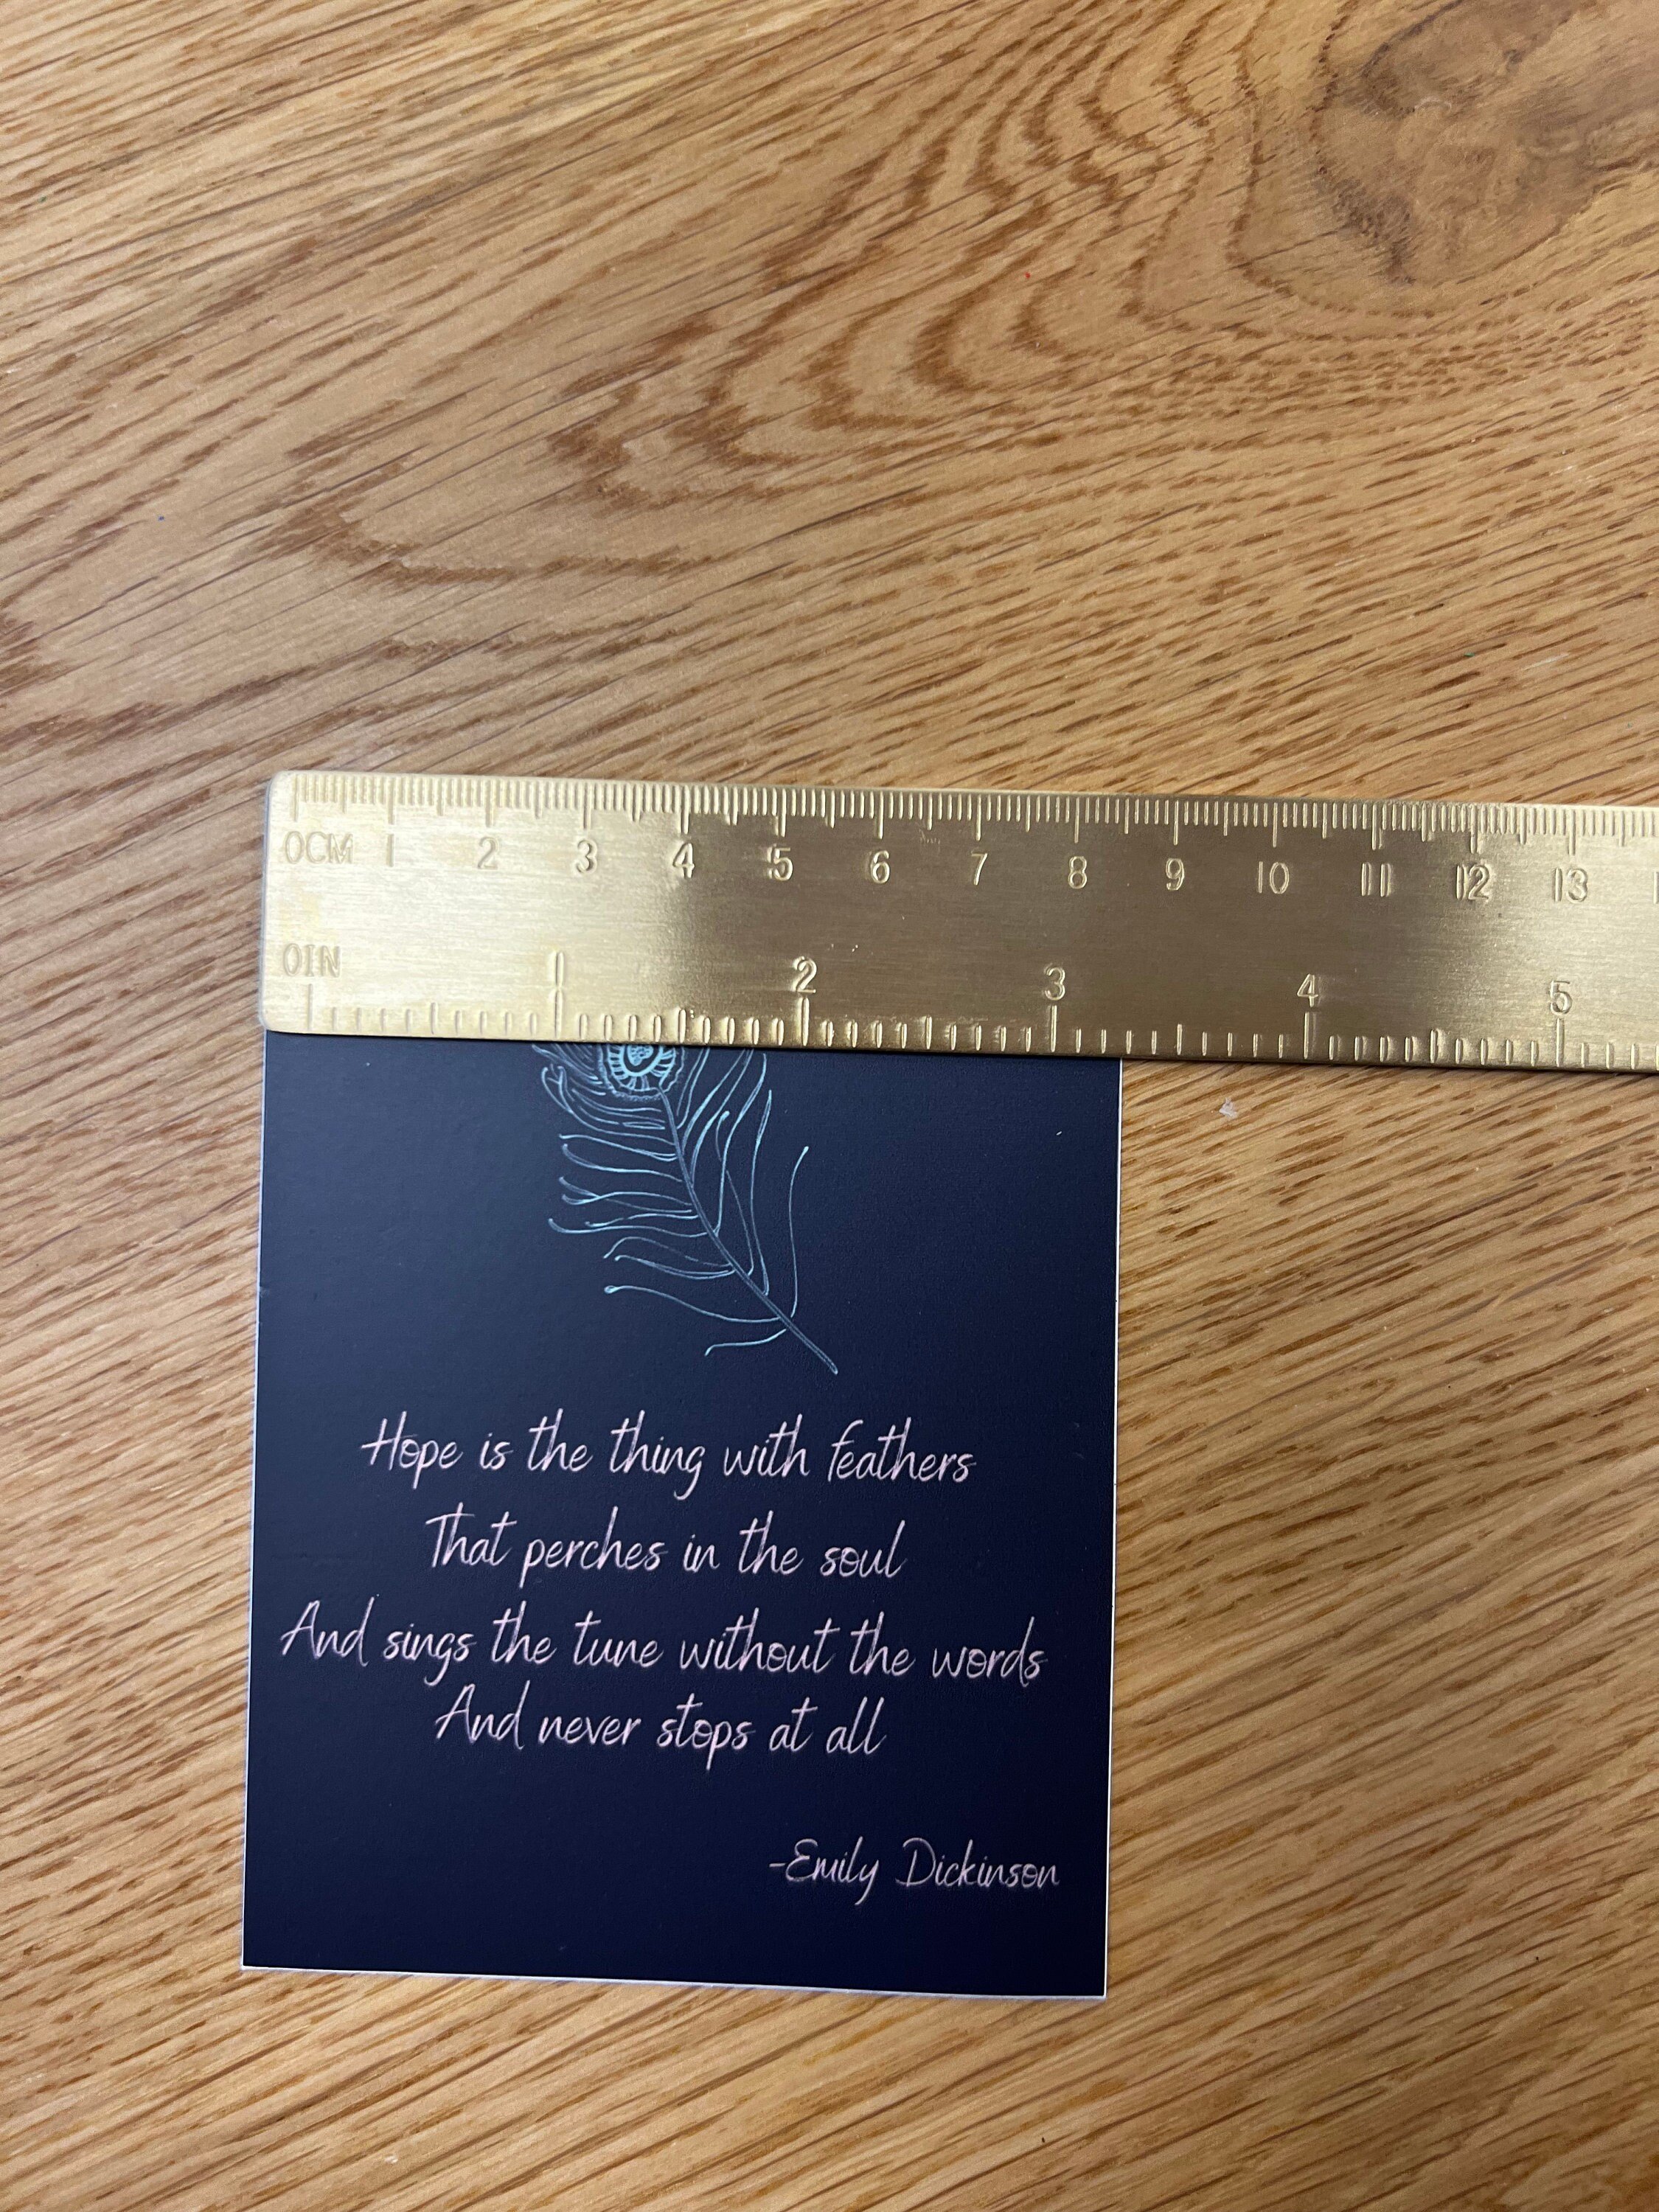 0CM 1 2 3 4 5 6 7 8 9 10 11 12 13
0IN 1 2 3 4 5
Hope is the thing with feathers
That perches in the soul
And sings the tune without the words
And never stops at all
-Emily Dickinson